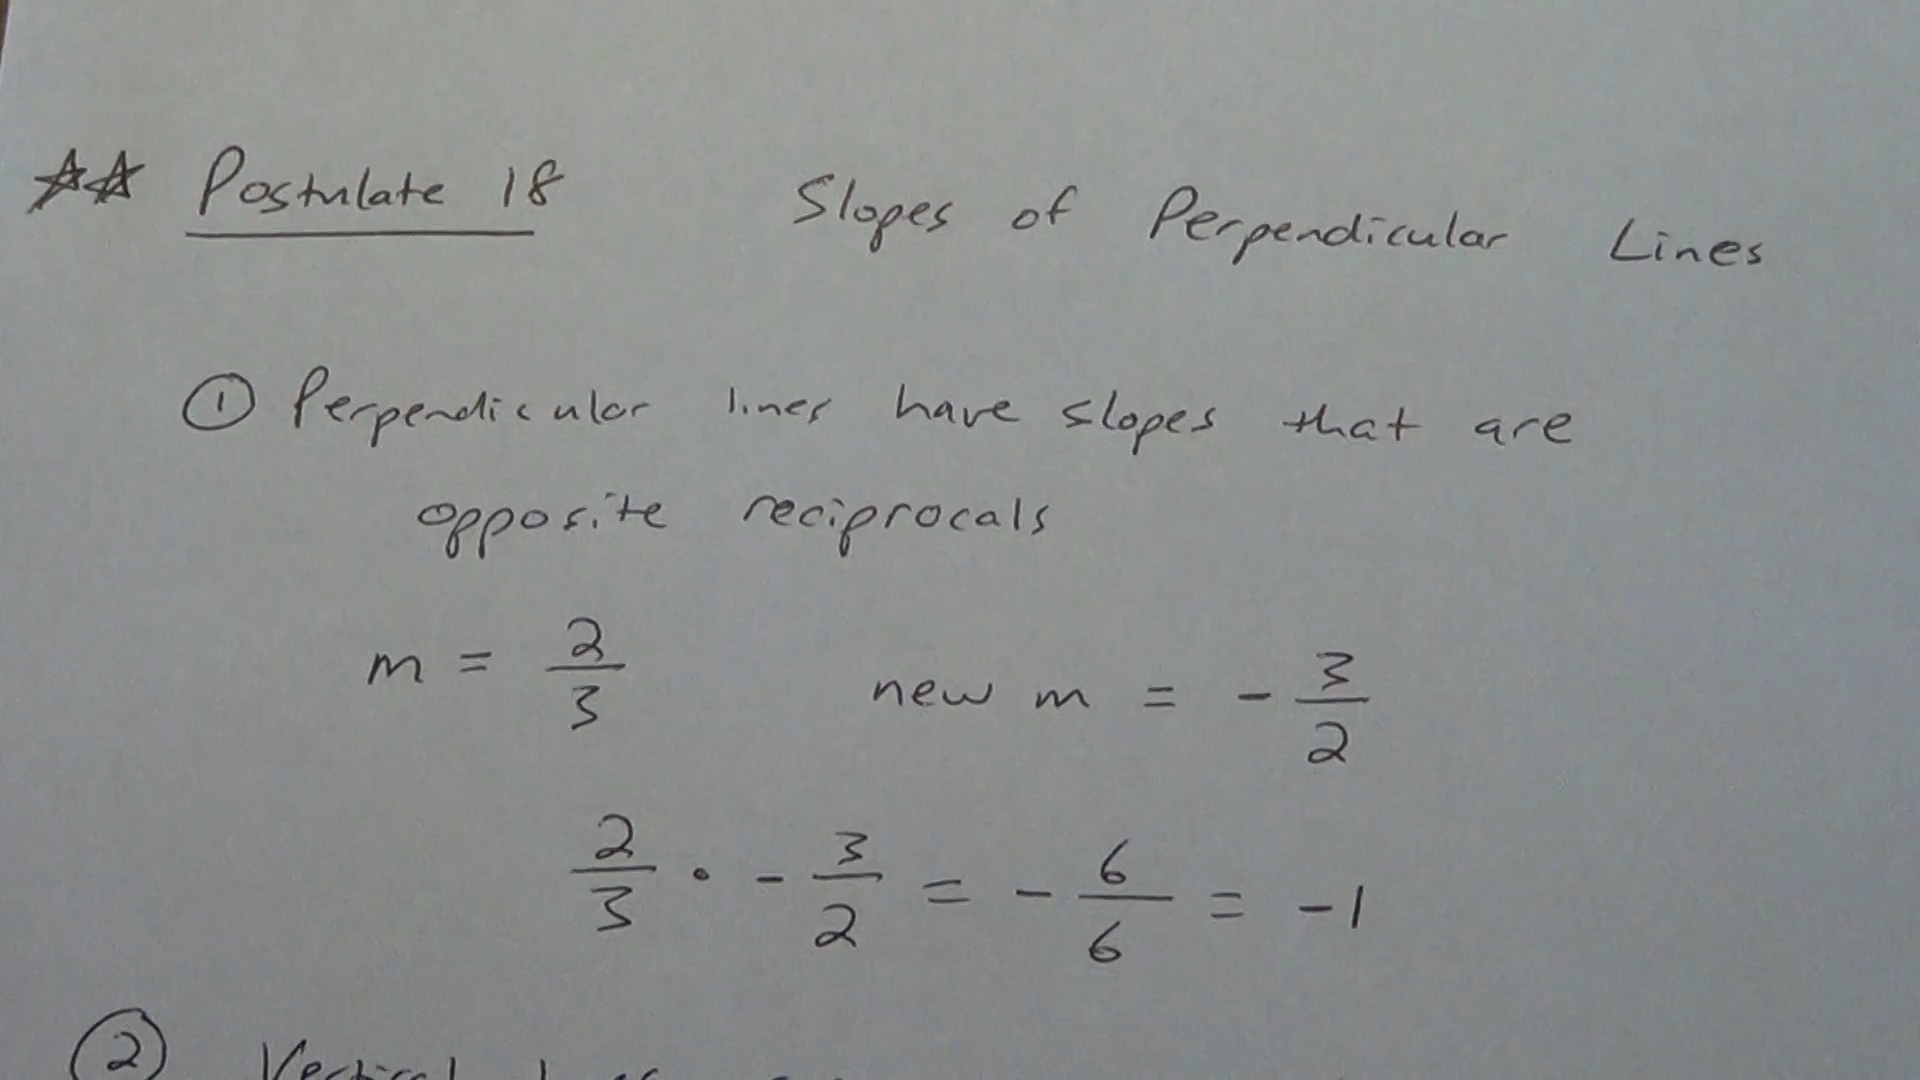 ☆☆ Postulate 18 Slopes of Perpendicular Lines
① Perpendicular lines have slopes that are
opposite reciprocals
m = 2/3 new m = - 3/2
2/3 · - 3/2 = - 6/6 = -1
② Vertical